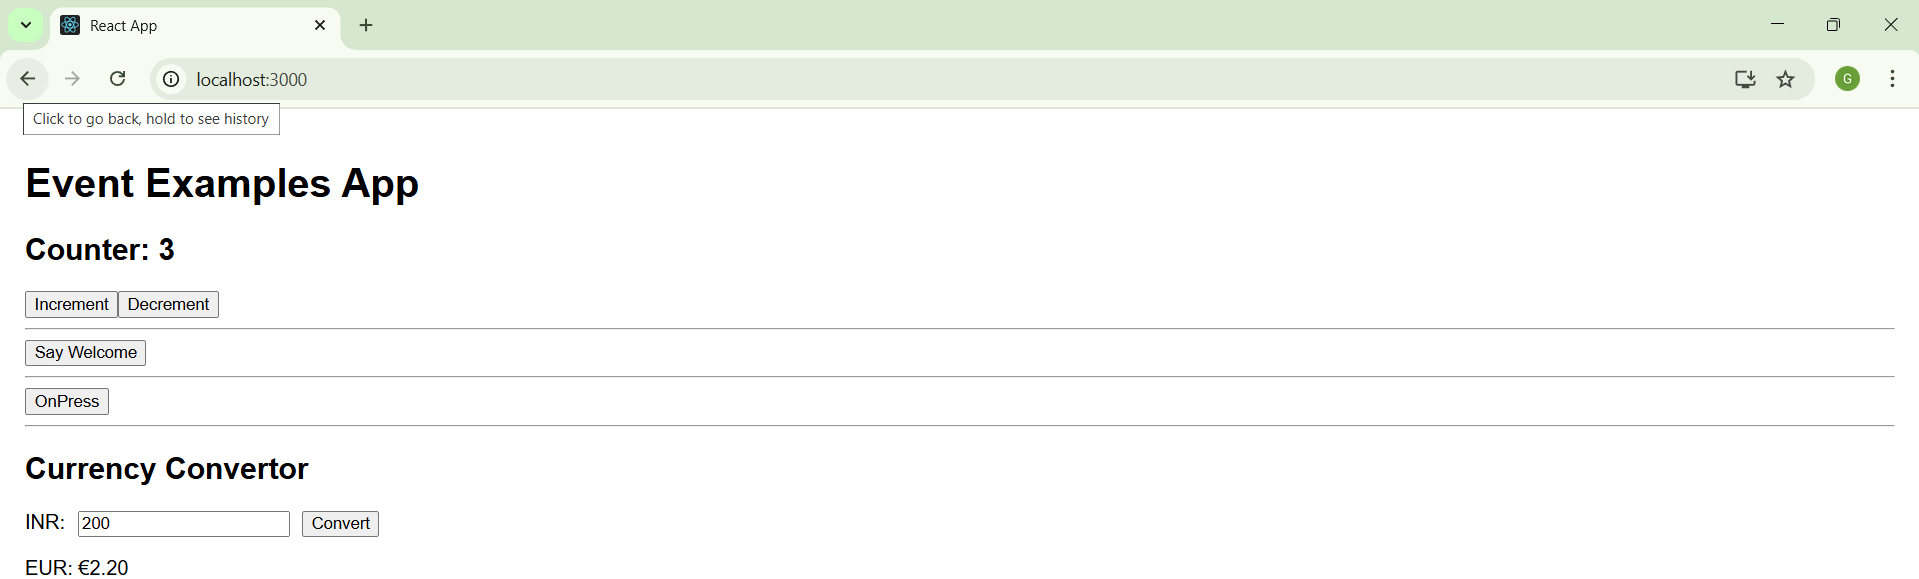 React App
localhost:3000
G
Click to go back, hold to see history
Event Examples App
Counter: 3
Increment Decrement
Say Welcome
OnPress
Currency Convertor
INR: 200 Convert
EUR: €2.20